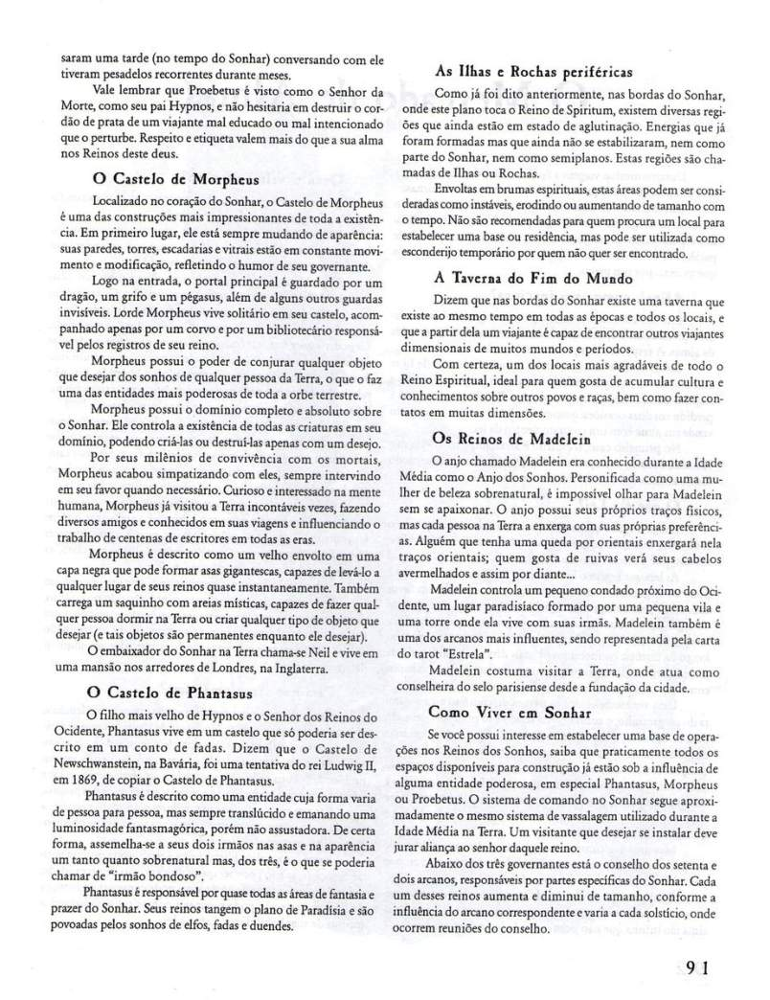 saram uma tarde (no tempo do Sonhar) conversando com ele
tiveram pesadelos recorrentes durante meses.
Vale lembrar que Proebetus é visto como o Senhor da
Morte, como seu pai Hypnos, e não hesitaria em destruir o cor-
dão de prata de um viajante mal educado ou mal intencionado
que o perturbe. Respeito e etiqueta valem mais do que a sua alma
nos Reinos deste deus.
O Castelo de Morpheus
Localizado no coração do Sonhar, o Castelo de Morpheus
é uma das construções mais impressionantes de toda a existên-
cia. Em primeiro lugar, ele está sempre mudando de aparência:
suas paredes, torres, escadarias e vitrais estão em constante movi-
mento e modificação, refletindo o humor de seu governante.
Logo na entrada, o portal principal é guardado por um
dragão, um grifo e um pégasus, além de alguns outros guardas
invisíveis. Lorde Morpheus vive solitário em seu castelo, acom-
panhado apenas por um corvo e por um bibliotecário responsá-
vel pelos registros de seu reino.
Morpheus possui o poder de conjurar qualquer objeto
que desejar dos sonhos de qualquer pessoa da Terra, o que o faz
uma das entidades mais poderosas de toda a orbe terrestre.
Morpheus possui o domínio completo e absoluto sobre
o Sonhar. Ele controla a existência de todas as criaturas em seu
domínio, podendo criá-las ou destruí-las apenas com um desejo.
Por seus milênios de convivência com os mortais,
Morpheus acabou simpatizando com eles, sempre intervindo
em seu favor quando necessário. Curioso e interessado na mente
humana, Morpheus já visitou a Terra incontáveis vezes, fazendo
diversos amigos e conhecidos em suas viagens e influenciando o
trabalho de centenas de escritores em todas as eras.
Morpheus é descrito como um velho envolto em uma
capa negra que pode formar asas gigantescas, capazes de levá-lo a
qualquer lugar de seus reinos quase instantaneamente. Também
carrega um saquinho com areias místicas, capazes de fazer qual-
quer pessoa dormir na Terra ou criar qualquer tipo de objeto que
desejar (e tais objetos são permanentes enquanto ele desejar).
O embaixador do Sonhar na Terra chama-se Neil e vive em
uma mansão nos arredores de Londres, na Inglaterra.
O Castelo de Phantasus
O filho mais velho de Hypnos e o Senhor dos Reinos do
Ocidente, Phantasus vive em um castelo que só poderia ser des-
crito em um conto de fadas. Dizem que o Castelo de
Newschwanstein, na Bavária, foi uma tentativa do rei Ludwig II,
em 1869, de copiar o Castelo de Phantasus.
Phantasus é descrito como uma entidade cuja forma varia
de pessoa para pessoa, mas sempre translúcido e emanando uma
luminosidade fantasmagórica, porém não assustadora. De certa
forma, assemelha-se a seus dois irmãos nas asas e na aparência
um tanto quanto sobrenatural mas, dos três, é o que se poderia
chamar de "irmão bondoso".
Phantasus é responsável por quase todas as áreas de fantasia e
prazer do Sonhar. Seus reinos tangem o plano de Paradísia e são
povoadas pelos sonhos de elfos, fadas e duendes.
As Ilhas e Rochas periféricas
Como já foi dito anteriormente, nas bordas do Sonhar,
onde este plano toca o Reino de Spiritum, existem diversas regi-
ões que ainda estão em estado de aglutinação. Energias que já
foram formadas mas que ainda não se estabilizaram, nem como
parte do Sonhar, nem como semiplanos. Estas regiões são cha-
madas de Ilhas ou Rochas.
Envoltas em brumas espirituais, estas áreas podem ser consi-
deradas como instáveis, erodindo ou aumentando de tamanho com
o tempo. Não são recomendadas para quem procura um local para
estabelecer uma base ou residência, mas pode ser utilizada como
esconderijo temporário por quem não quer ser encontrado.
A Taverna do Fim do Mundo
Dizem que nas bordas do Sonhar existe uma taverna que
existe ao mesmo tempo em todas as épocas e todos os locais, e
que a partir dela um viajante é capaz de encontrar outros viajantes
dimensionais de muitos mundos e períodos.
Com certeza, um dos locais mais agradáveis de todo o
Reino Espiritual, ideal para quem gosta de acumular cultura e
conhecimentos sobre outros povos e raças, bem como fazer con-
tatos em muitas dimensões.
Os Reinos de Madelein
O anjo chamado Madelein era conhecido durante a Idade
Média como o Anjo dos Sonhos. Personificada como uma mu-
lher de beleza sobrenatural, é impossível olhar para Madelein
sem se apaixonar. O anjo possui seus próprios traços físicos,
mas cada pessoa na Terra a enxerga com suas próprias preferênci-
as. Alguém que tenha uma queda por orientais enxergará nela
traços orientais; quem gosta de ruivas verá seus cabelos
avermelhados e assim por diante...
Madelein controla um pequeno condado próximo do Oci-
dente, um lugar paradisíaco formado por uma pequena vila e
uma torre onde ela vive com suas irmãs. Madelein também é
uma dos arcanos mais influentes, sendo representada pela carta
do tarot "Estrela".
Madelein costuma visitar a Terra, onde atua como
conselheira do selo parisiense desde a fundação da cidade.
Como Viver em Sonhar
Se você possui interesse em estabelecer uma base de opera-
ções nos Reinos dos Sonhos, saiba que praticamente todos os
espaços disponíveis para construção já estão sob a influência de
alguma entidade poderosa, em especial Phantasus, Morpheus
ou Proebetus. O sistema de comando no Sonhar segue aproxi-
madamente o mesmo sistema de vassalagem utilizado durante a
Idade Média na Terra. Um visitante que desejar se instalar deve
jurar aliança ao senhor daquele reino.
Abaixo dos três governantes está o conselho dos setenta e
dois arcanos, responsáveis por partes específicas do Sonhar. Cada
um desses reinos aumenta e diminui de tamanho, conforme a
influência do arcano correspondente e varia a cada solstício, onde
ocorrem reuniões do conselho.
91